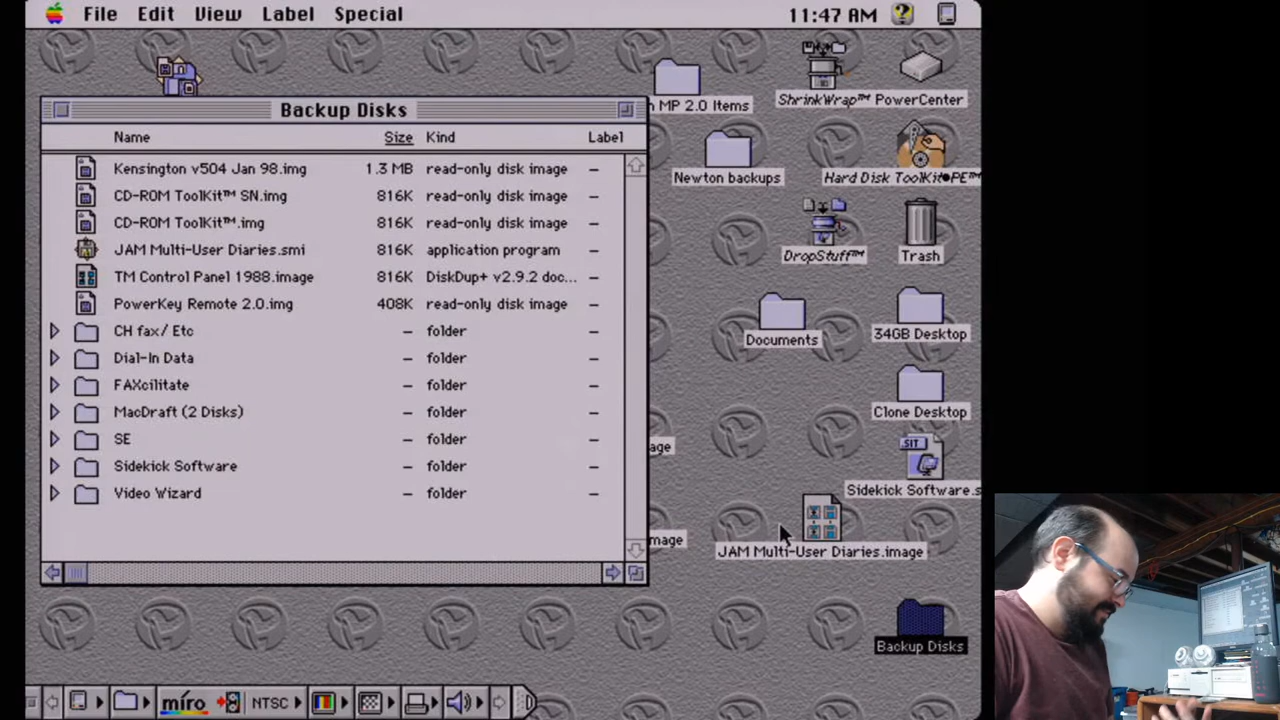 File Edit View Label Special 11:47 AM
Backup Disks
Name Size Kind Label
Kensington v504 Jan 98.img 1.3 MB read-only disk image –
CD-ROM ToolKit™ SN.img 816K read-only disk image –
CD-ROM ToolKit™.img 816K read-only disk image –
JAM Multi-User Diaries.smi 816K application program –
TM Control Panel 1988.image 816K DiskDup+ v2.9.2 doc... –
PowerKey Remote 2.0.img 408K read-only disk image –
CH fax/ Etc – folder –
Dial-In Data – folder –
FAXcilitate – folder –
MacDraft (2 Disks) – folder –
SE – folder –
Sidekick Software – folder –
Video Wizard – folder –
MP 2.0 Items
ShrinkWrap™
PowerCenter
Newton backups
Hard Disk ToolKit•PE™
DropStuff™
Trash
Documents
34GB Desktop
Clone Desktop
age
SIT
Sidekick Software.s
mage
JAM Multi-User Diaries.image
Backup Disks
miro NTSC